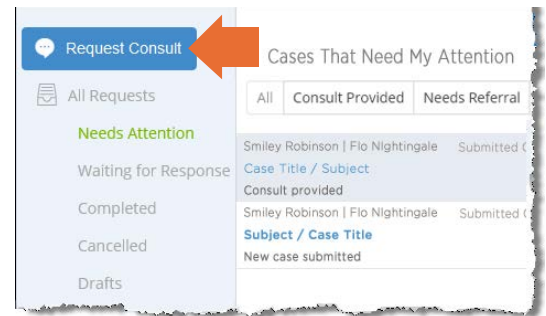 Request Consult
All Requests
Needs Attention
Waiting for Response
Completed
Cancelled
Drafts
Cases That Need My Attention
All Consult Provided Needs Referral
Smiley Robinson | Flo Nightingale Submitted
Case Title / Subject
Consult provided
Smiley Robinson | Flo Nightingale Submitted
Subject / Case Title
New case submitted